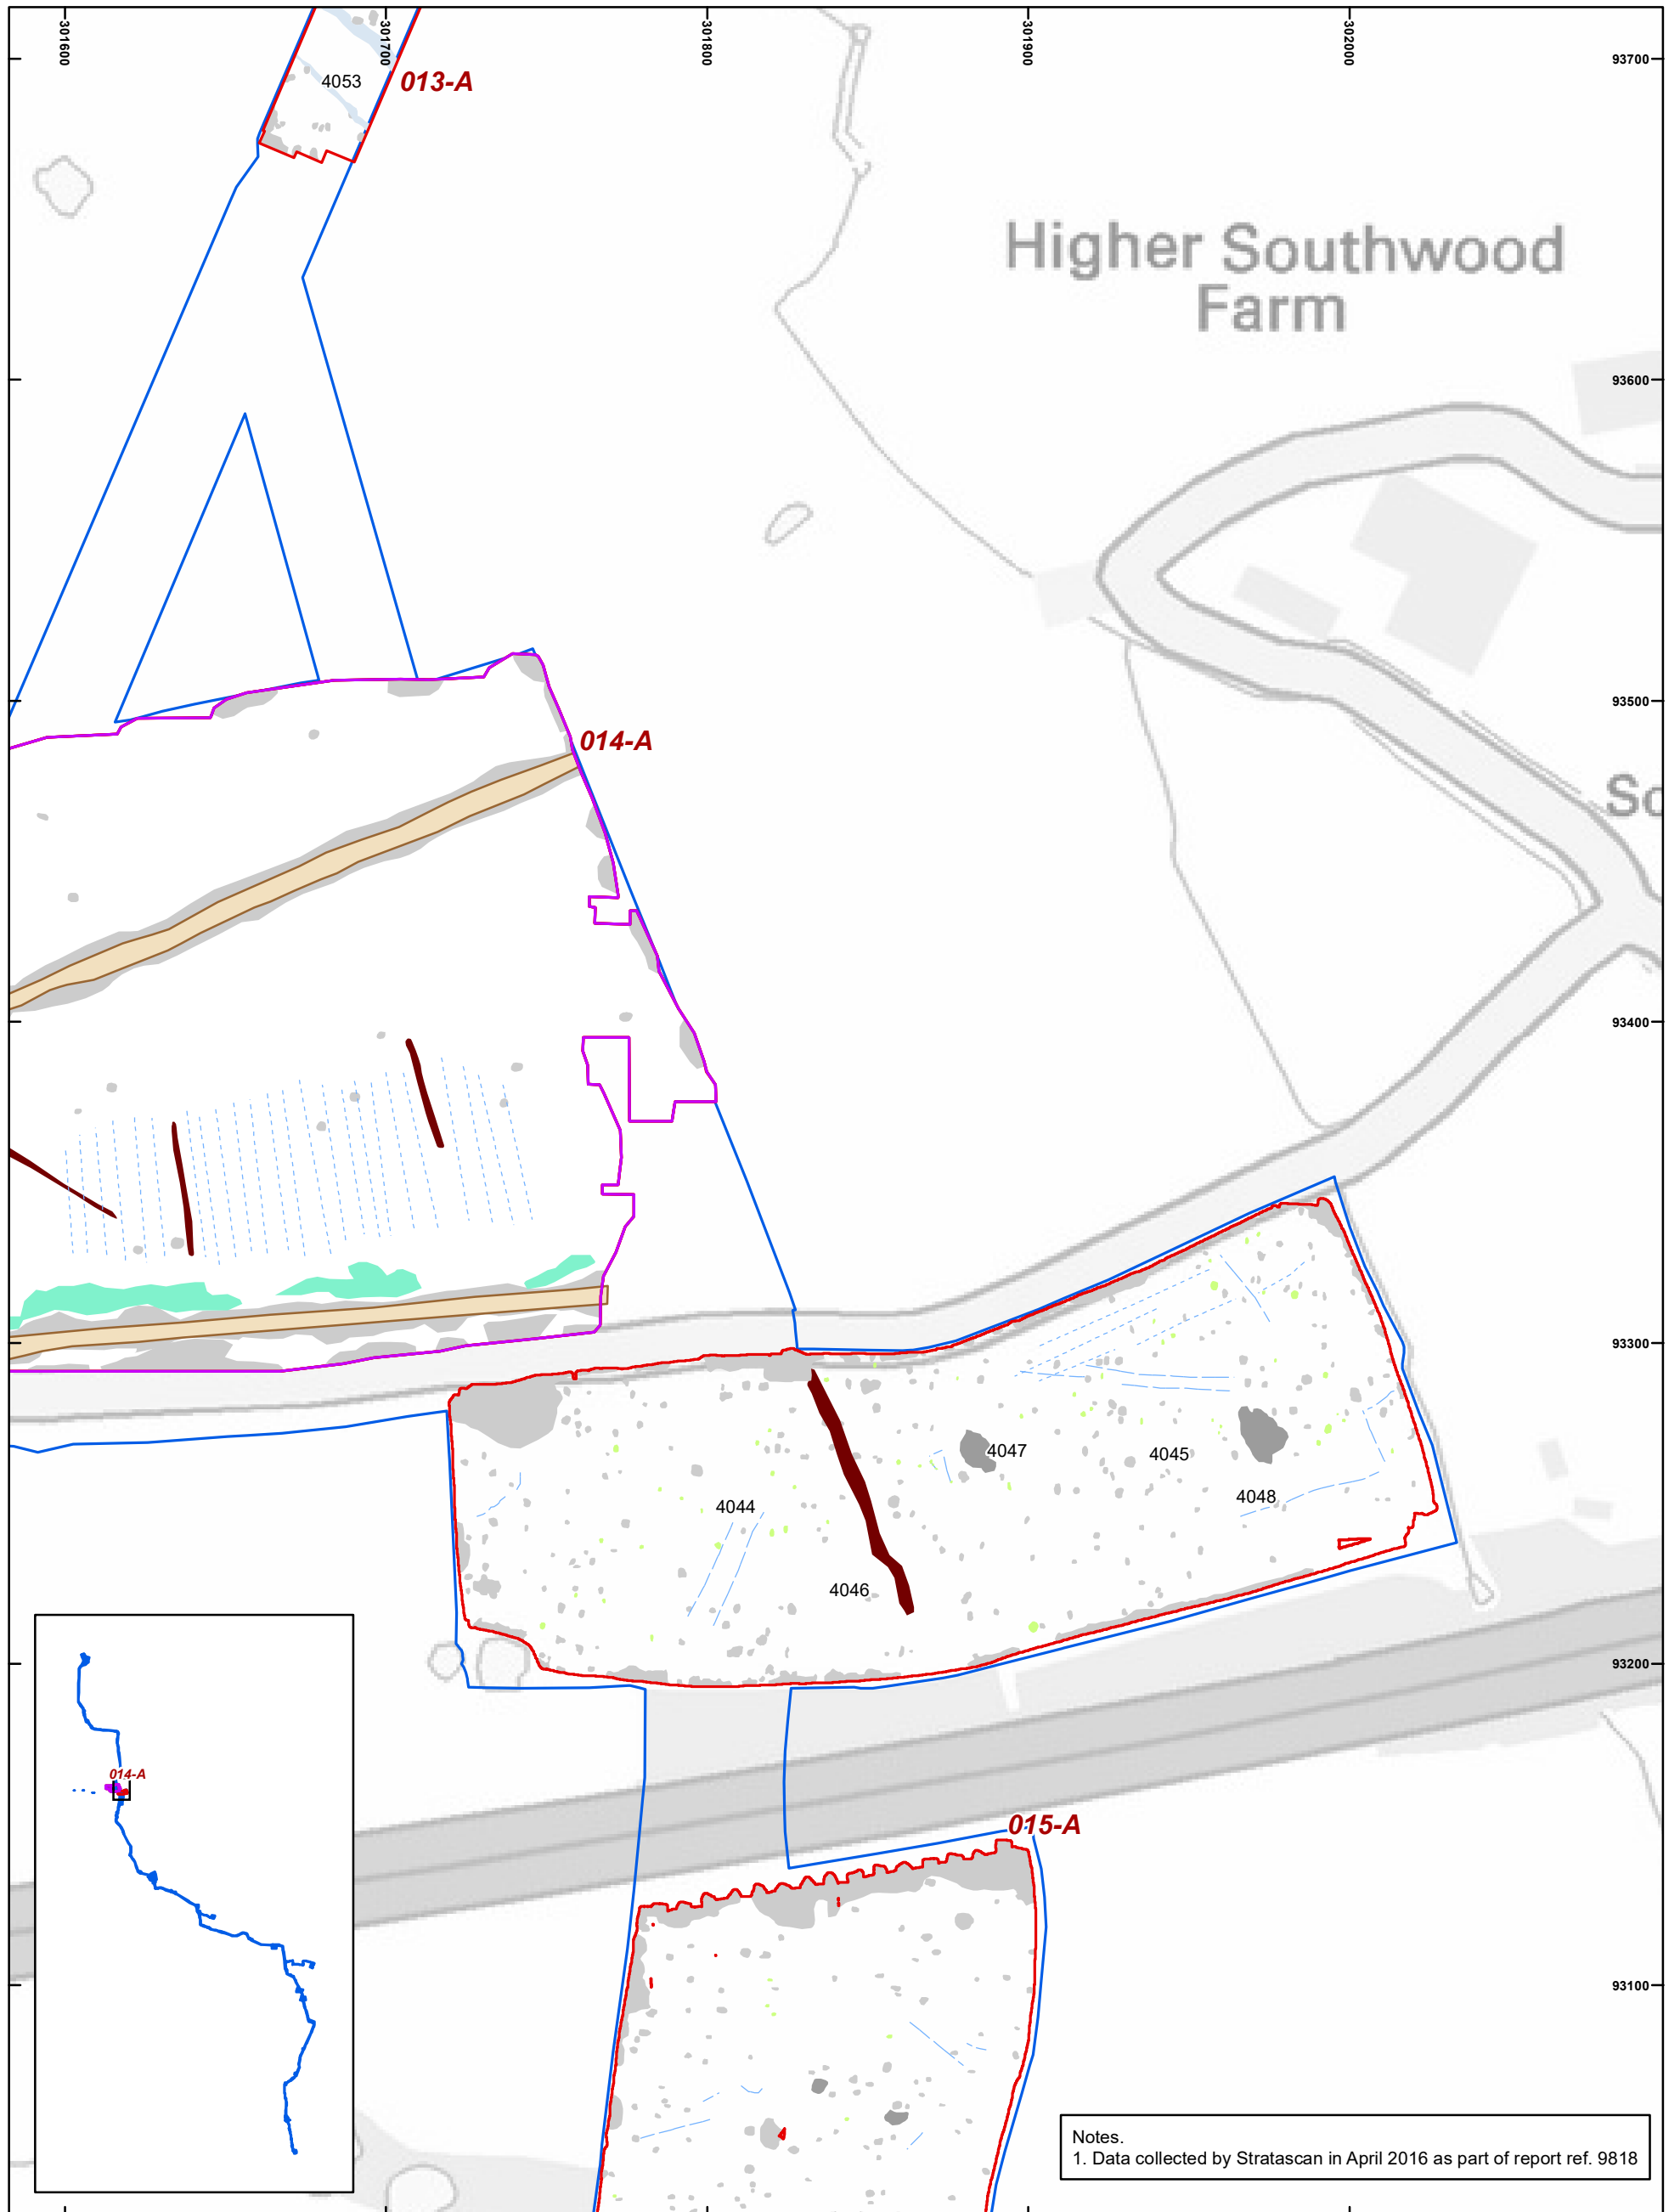 301600
301700
301800
301900
302000
93700
4053
013-A
Higher Southwood
Farm
93600
93500
014-A
So
93400
93300
4047
4045
4044
4048
4046
93200
014-A
015-A
93100
Notes.
1. Data collected by Stratascan in April 2016 as part of report ref. 9818